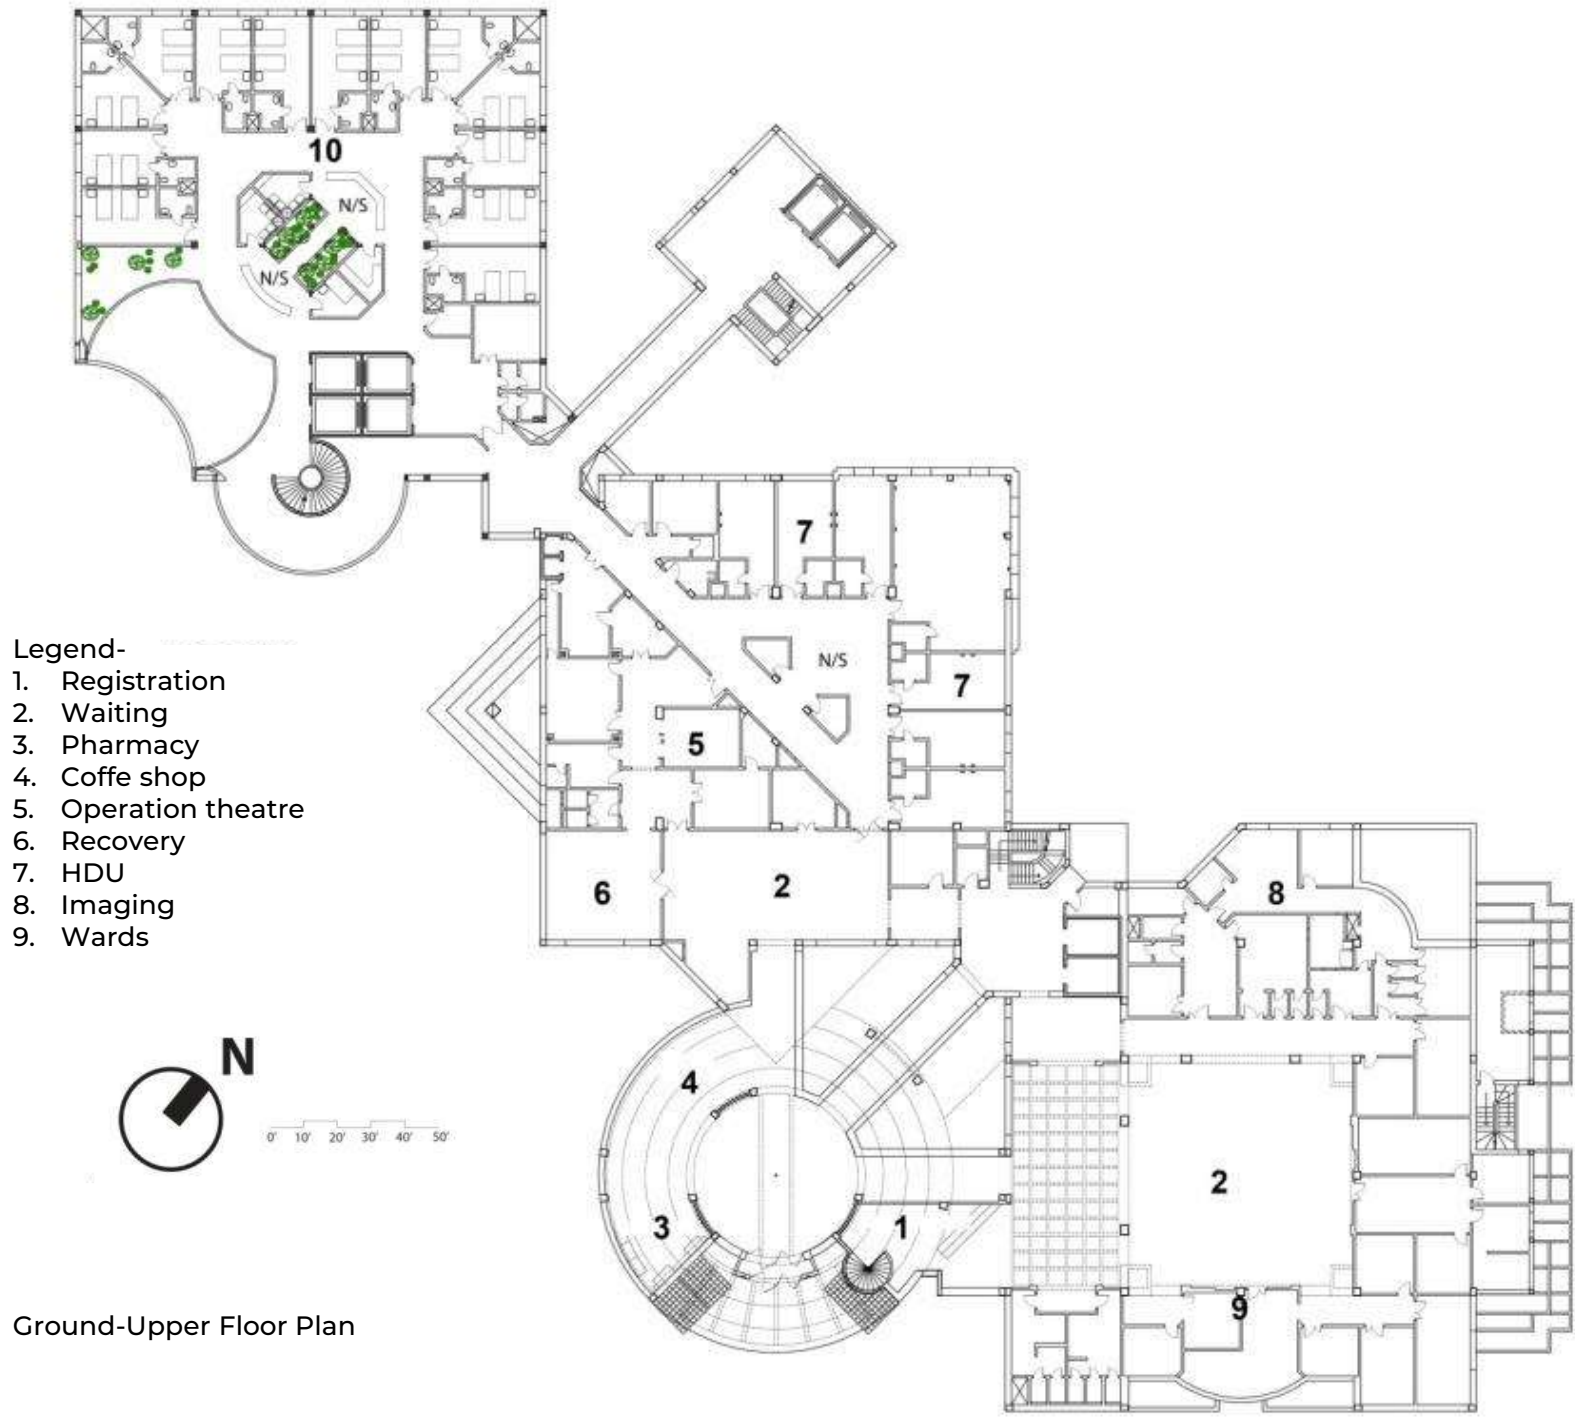 10
N/S
N/S
7
N/S
7
5
6
2
8
4
3
1
2
9
Legend-
1. Registration
2. Waiting
3. Pharmacy
4. Coffe shop
5. Operation theatre
6. Recovery
7. HDU
8. Imaging
9. Wards
N
0' 10' 20' 30' 40' 50'
Ground-Upper Floor Plan